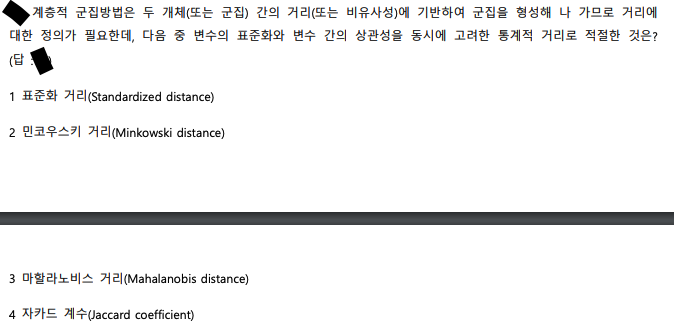 계층적 군집방법은 두 개체(또는 군집) 간의 거리(또는 비유사성)에 기반하여 군집을 형성해 나 가므로 거리에
대한 정의가 필요한데, 다음 중 변수의 표준화와 변수 간의 상관성을 동시에 고려한 통계적 거리로 적절한 것은?
(답 : )
1 표준화 거리(Standardized distance)
2 민코우스키 거리(Minkowski distance)
3 마할라노비스 거리(Mahalanobis distance)
4 자카드 계수(Jaccard coefficient)